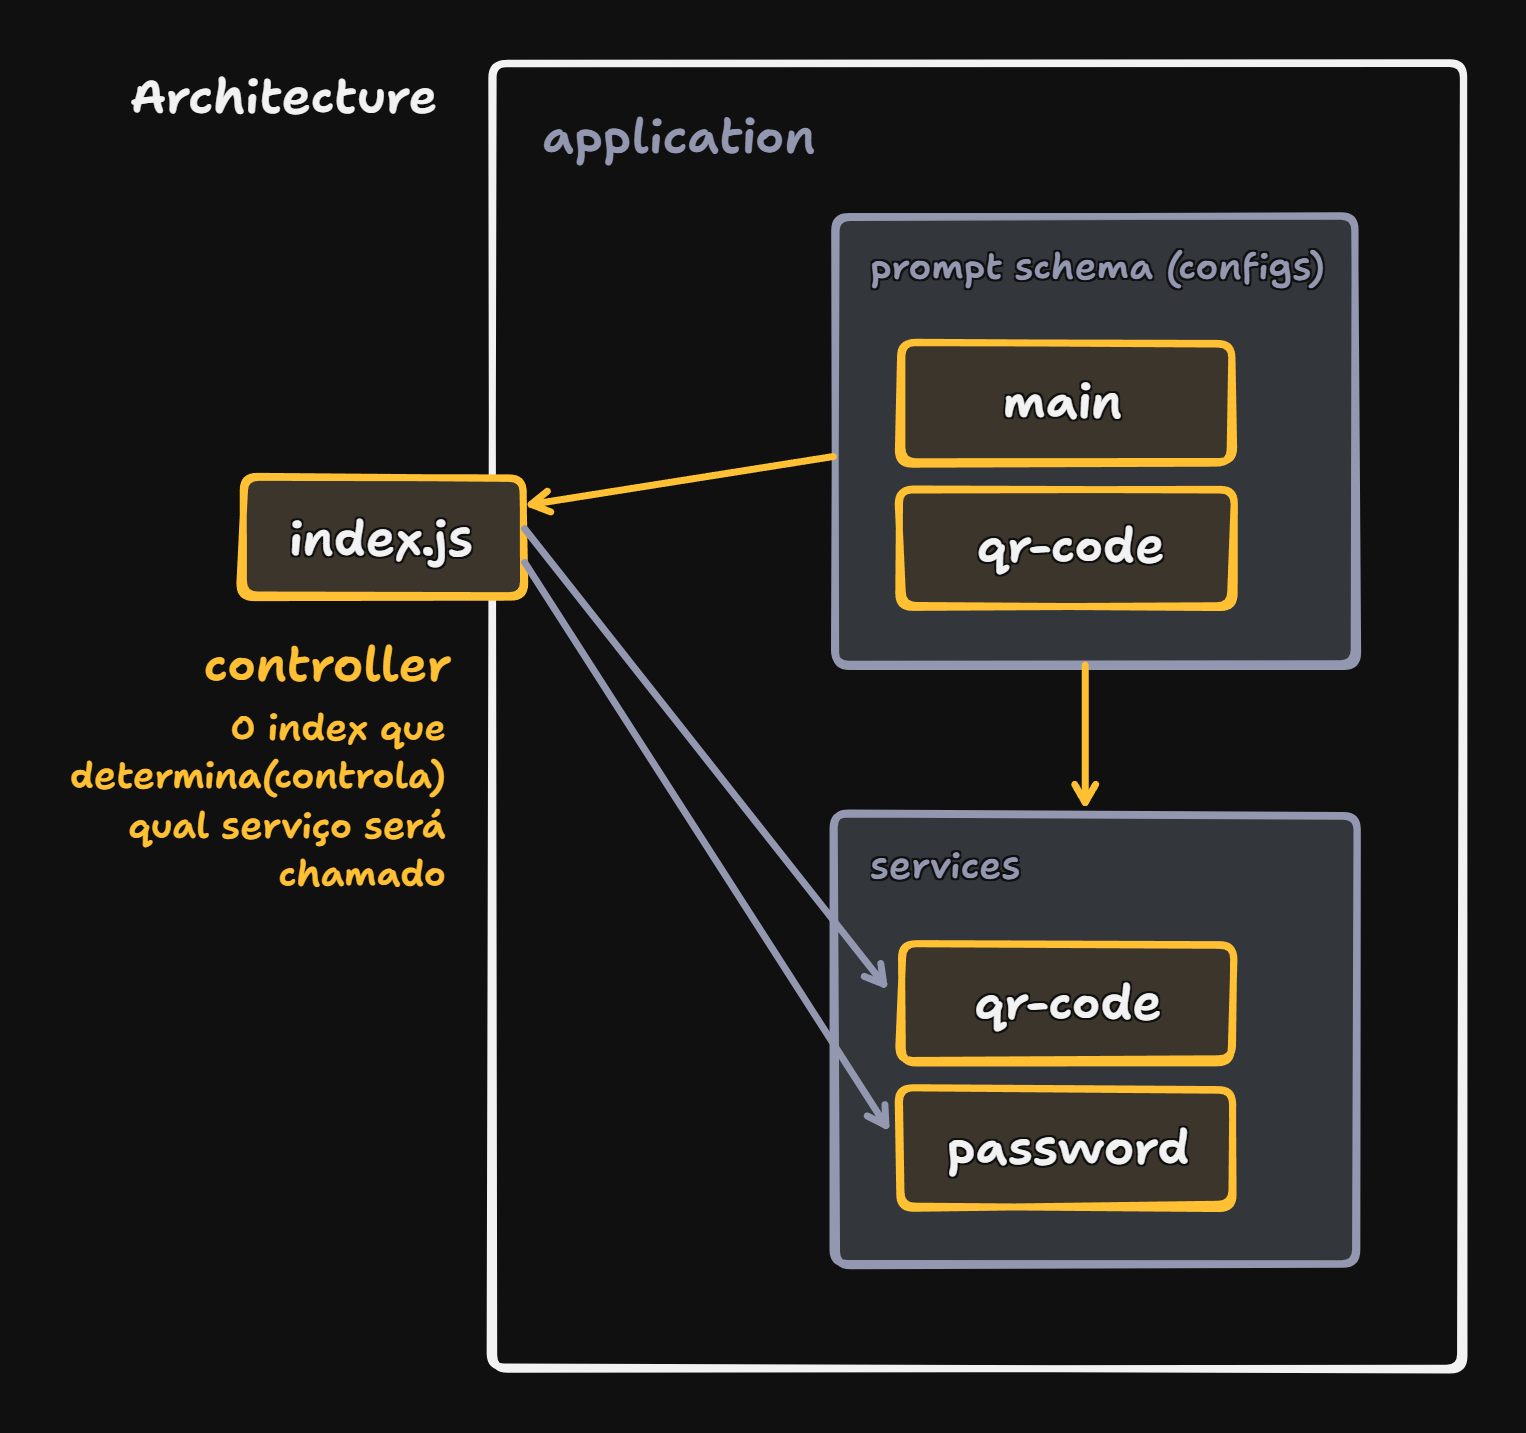 Architecture
application
prompt schema (configs)
main
qr-code
index.js
controller
O index que
determina(controla)
qual serviço será
chamado
services
qr-code
password